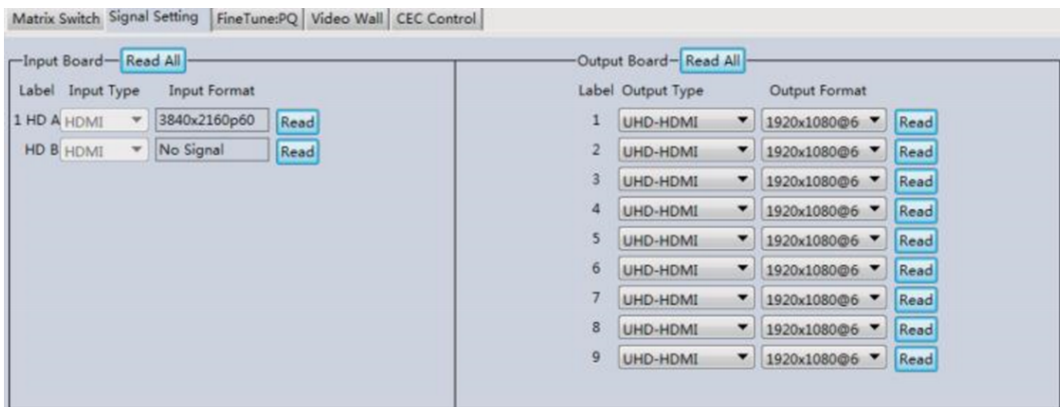 Matrix Switch Signal Setting FineTune:PQ Video Wall CEC Control
Input Board Read All
Label Input Type Input Format
1 HD A HDMI 3840x2160p60 Read
HD B HDMI No Signal Read
Output Board Read All
Label Output Type Output Format
1 UHD-HDMI 1920x1080@6 Read
2 UHD-HDMI 1920x1080@6 Read
3 UHD-HDMI 1920x1080@6 Read
4 UHD-HDMI 1920x1080@6 Read
5 UHD-HDMI 1920x1080@6 Read
6 UHD-HDMI 1920x1080@6 Read
7 UHD-HDMI 1920x1080@6 Read
8 UHD-HDMI 1920x1080@6 Read
9 UHD-HDMI 1920x1080@6 Read